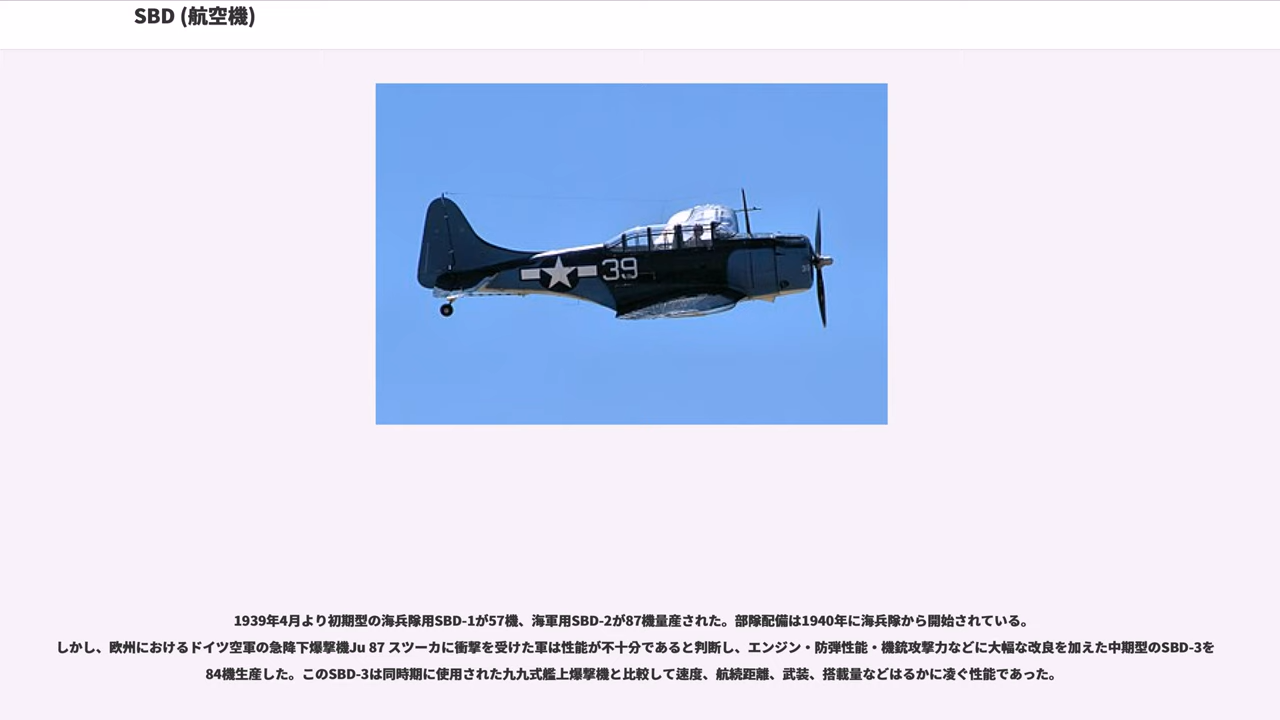 SBD (航空機)
39
1939年4月より初期型の海兵隊用SBD-1が57機、海軍用SBD-2が87機量産された。部隊配備は1940年に海兵隊から開始されている。
しかし、欧州におけるドイツ空軍の急降下爆撃機Ju 87 スツーカに衝撃を受けた軍は性能が不十分であると判断し、エンジン・防弾性能・機銃攻撃力などに大幅な改良を加えた中期型のSBD-3を
84機生産した。このSBD-3は同時期に使用された九九式艦上爆撃機と比較して速度、航続距離、武装、搭載量などはるかに凌ぐ性能であった。